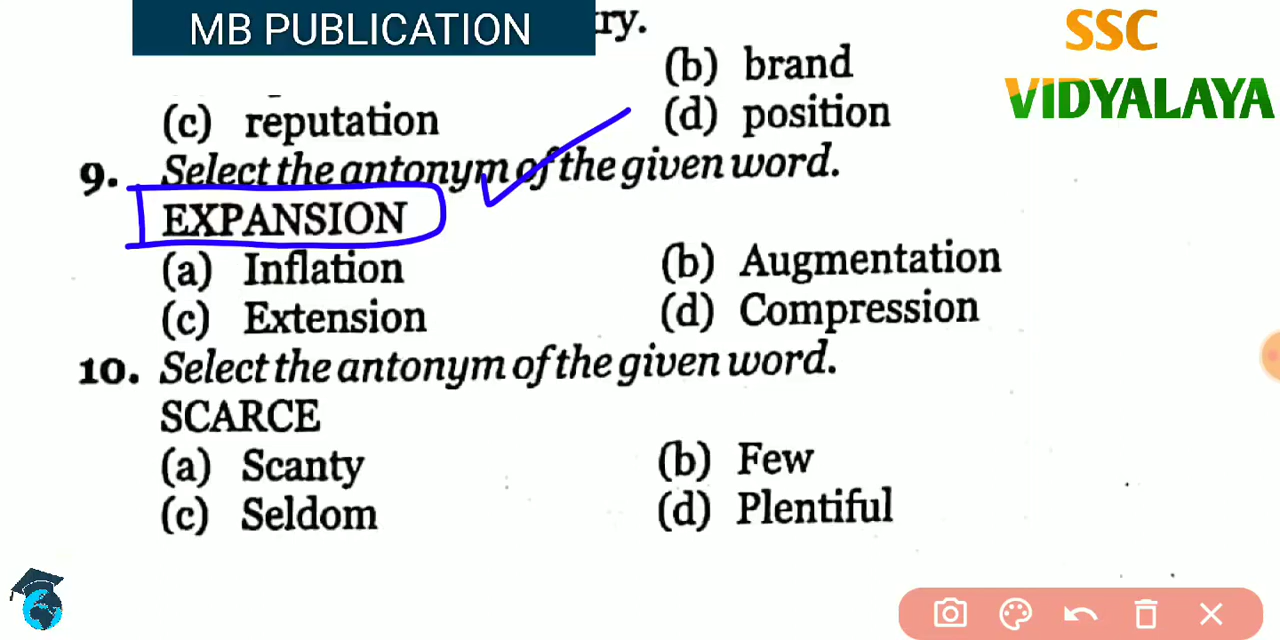 MB PUBLICATION
ry.
SSC
VIDYALAYA
(b) brand
(c) reputation
(d) position
9. Select the antonym of the given word.
EXPANSION
(a) Inflation
(b) Augmentation
(c) Extension
(d) Compression
10. Select the antonym of the given word.
SCARCE
(a) Scanty
(b) Few
(c) Seldom
(d) Plentiful